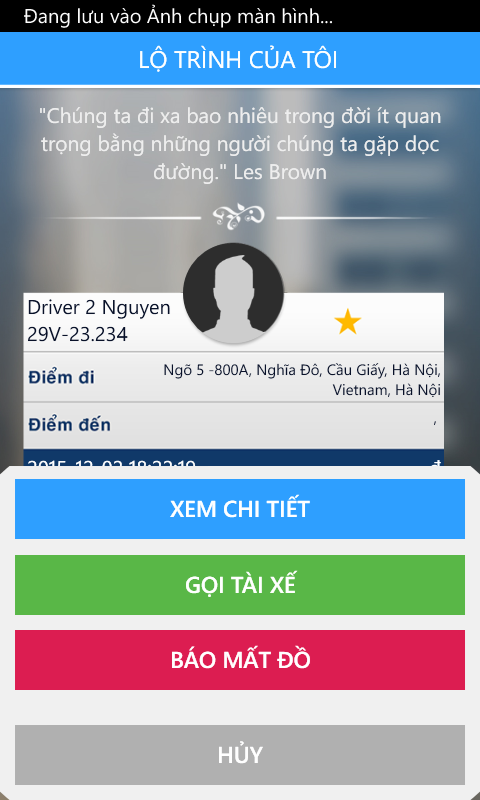 Đang lưu vào Ảnh chụp màn hình...
LỘ TRÌNH CỦA TÔI
"Chúng ta đi xa bao nhiêu trong đời ít quan
trọng bằng những người chúng ta gặp dọc
đường." Les Brown
Driver 2 Nguyen
29V-23.234
Điểm đi
Ngõ 5 -800A, Nghĩa Đô, Cầu Giấy, Hà Nội,
Vietnam, Hà Nội
Điểm đến
,
XEM CHI TIẾT
GỌI TÀI XẾ
BÁO MẤT ĐỒ
HỦY